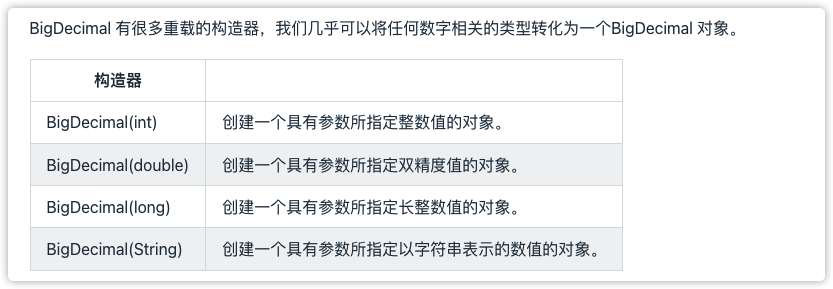 BigDecimal 有很多重载的构造器，我们几乎可以将任何数字相关的类型转化为一个BigDecimal 对象。
构造器
BigDecimal(int) 创建一个具有参数所指定整数值的对象。
BigDecimal(double) 创建一个具有参数所指定双精度值的对象。
BigDecimal(long) 创建一个具有参数所指定长整数值的对象。
BigDecimal(String) 创建一个具有参数所指定以字符串表示的数值的对象。